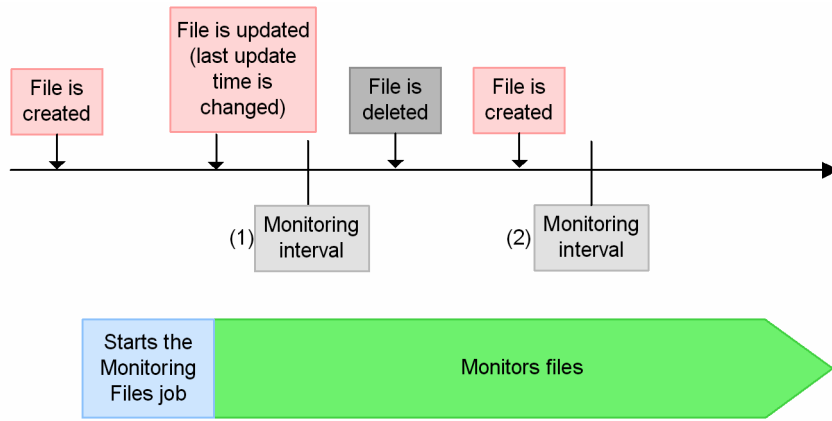 File is
created
File is updated
(last update
time is
changed)
File is
deleted
File is
created
(1)
Monitoring
interval
(2)
Monitoring
interval
Starts the
Monitoring
Files job
Monitors files